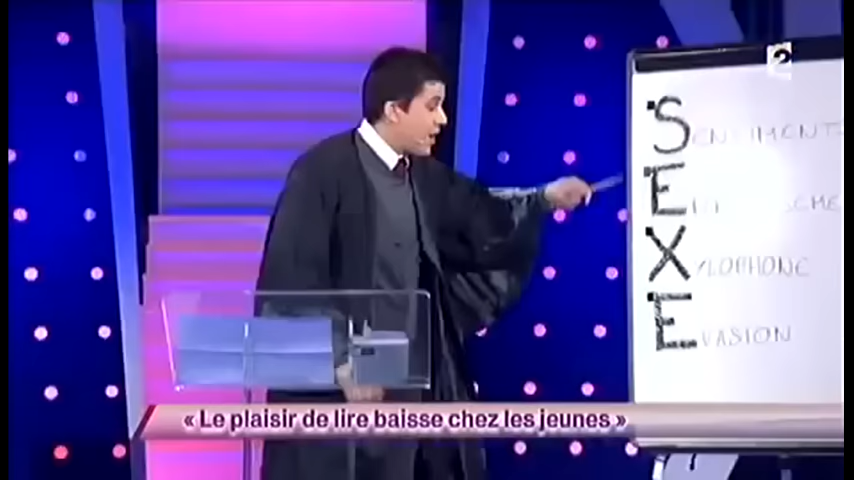 2
SENTIMENTS
E
XYLOPHONE
EVASION
«Le plaisir de lire baisse chez les jeunes»